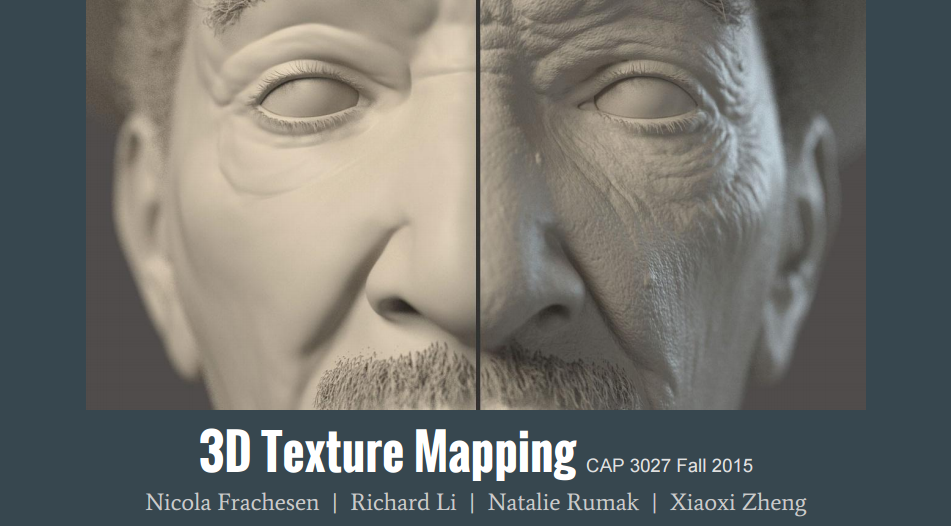 3D Texture Mapping CAP 3027 Fall 2015
Nicola Frachesen | Richard Li | Natalie Rumak | Xiaoxi Zheng